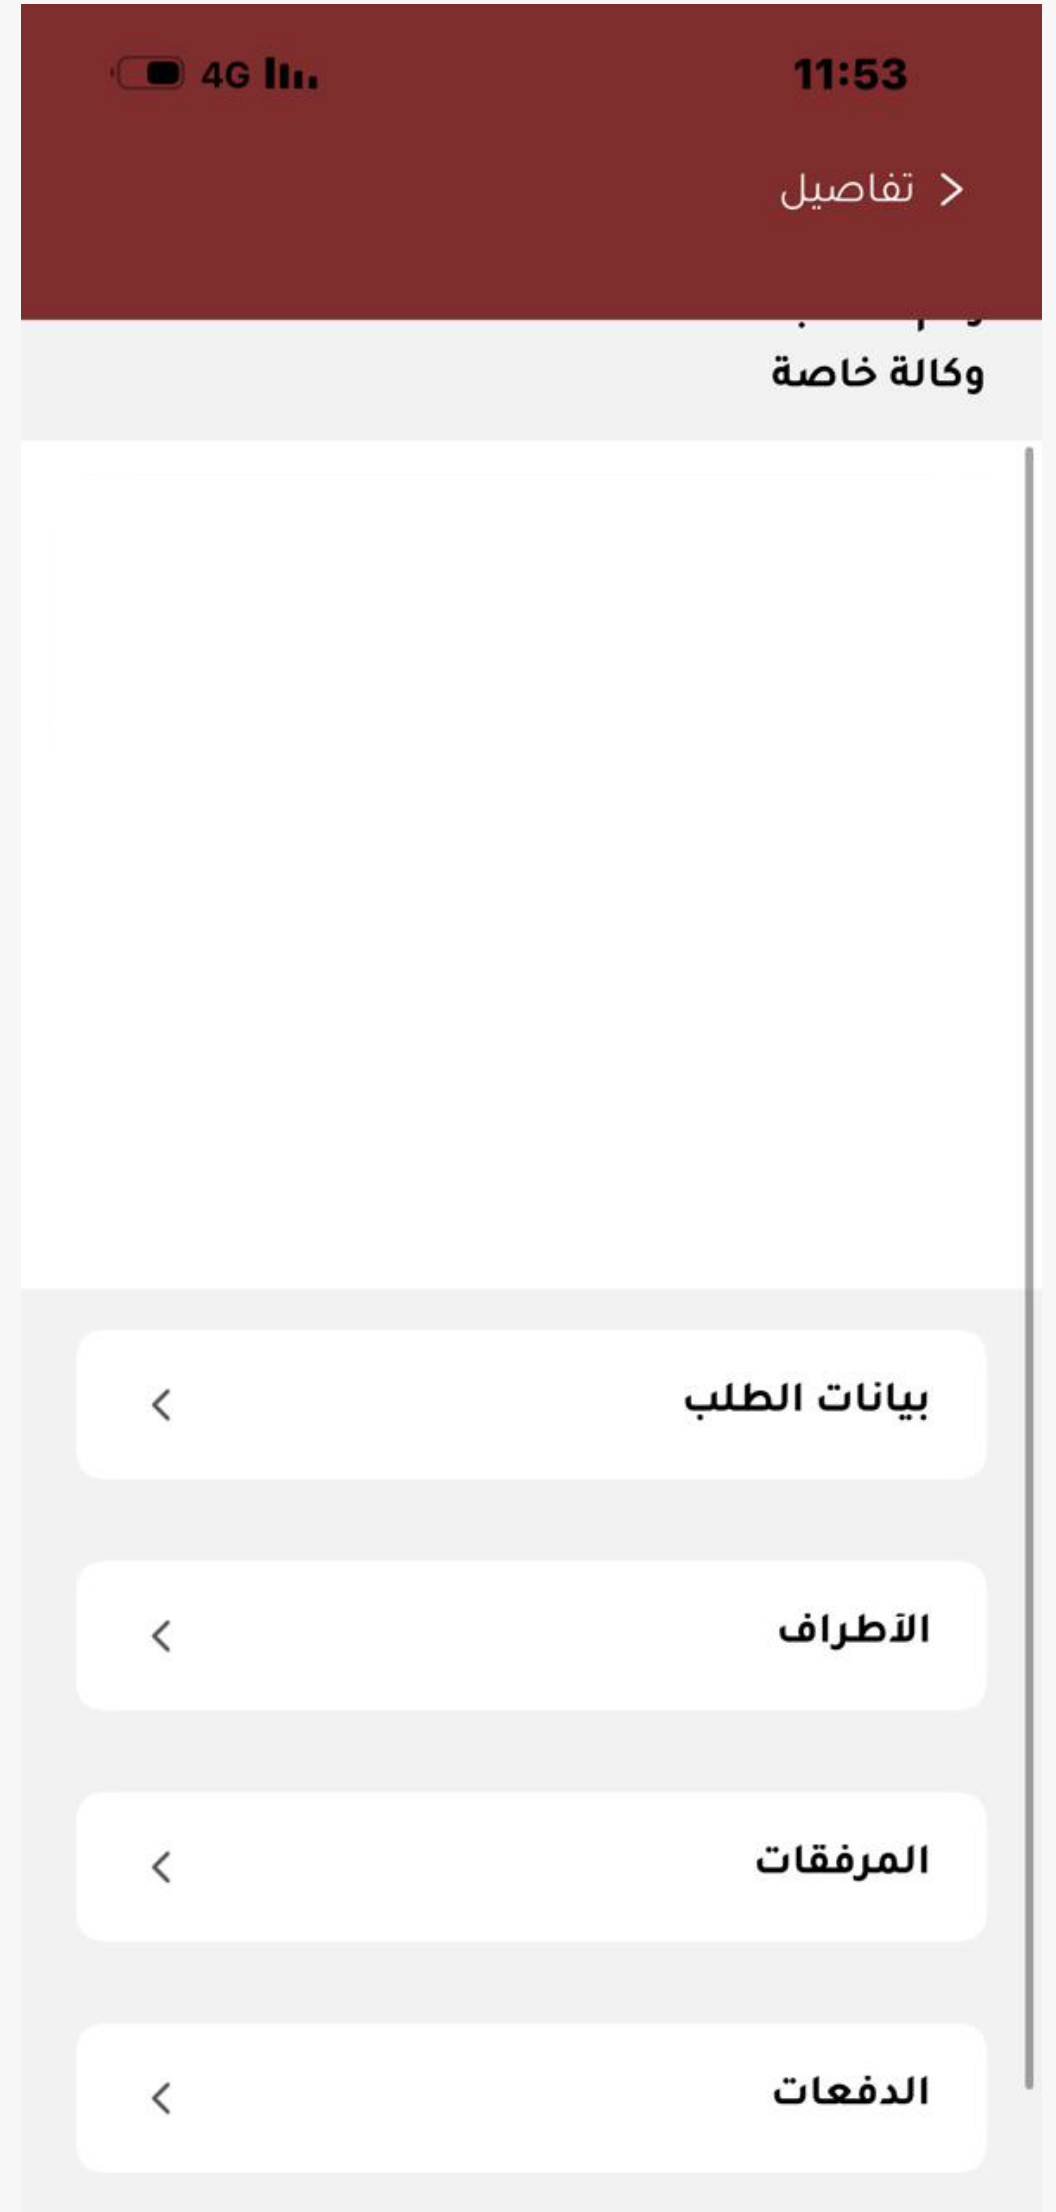 11:53
4G
تفاصيل
وكالة خاصة
بيانات الطلب
الأطراف
المرفقات
الدفعات